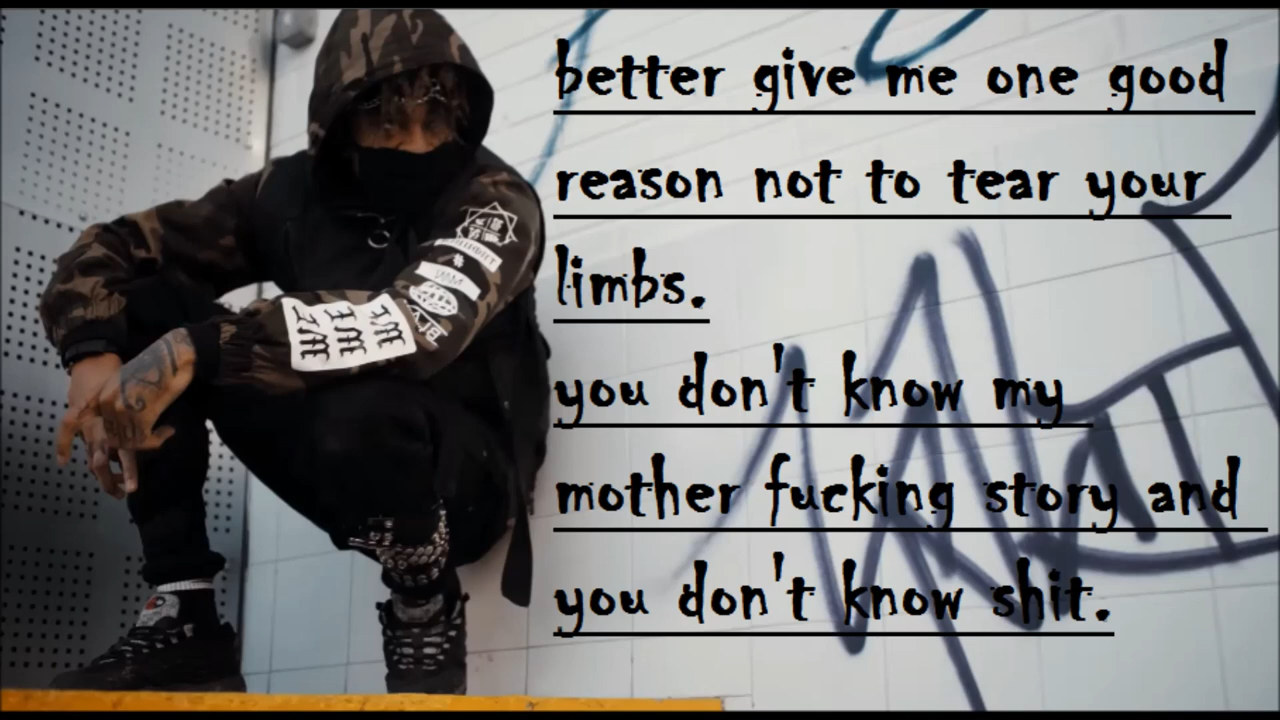 better give me one good
reason not to tear your
limbs.
you don't know my
mother fucking story and
you don't know shit.